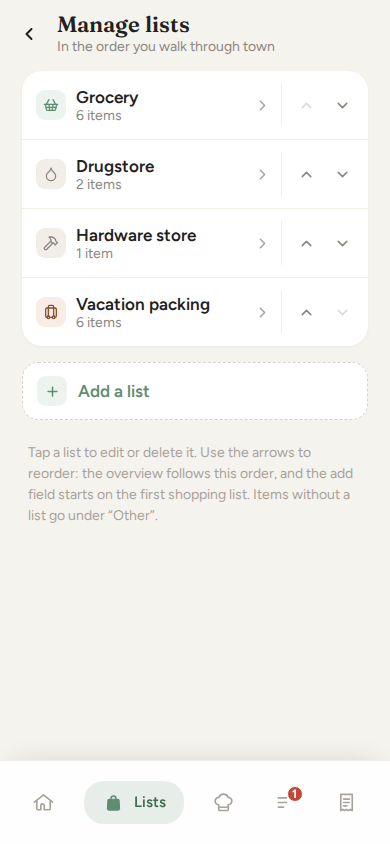 Manage lists
In the order you walk through town
Grocery
6 items
Drugstore
2 items
Hardware store
1 item
Vacation packing
6 items
Add a list
Tap a list to edit or delete it. Use the arrows to
reorder: the overview follows this order, and the add
field starts on the first shopping list. Items without a
list go under “Other”.
Lists
1